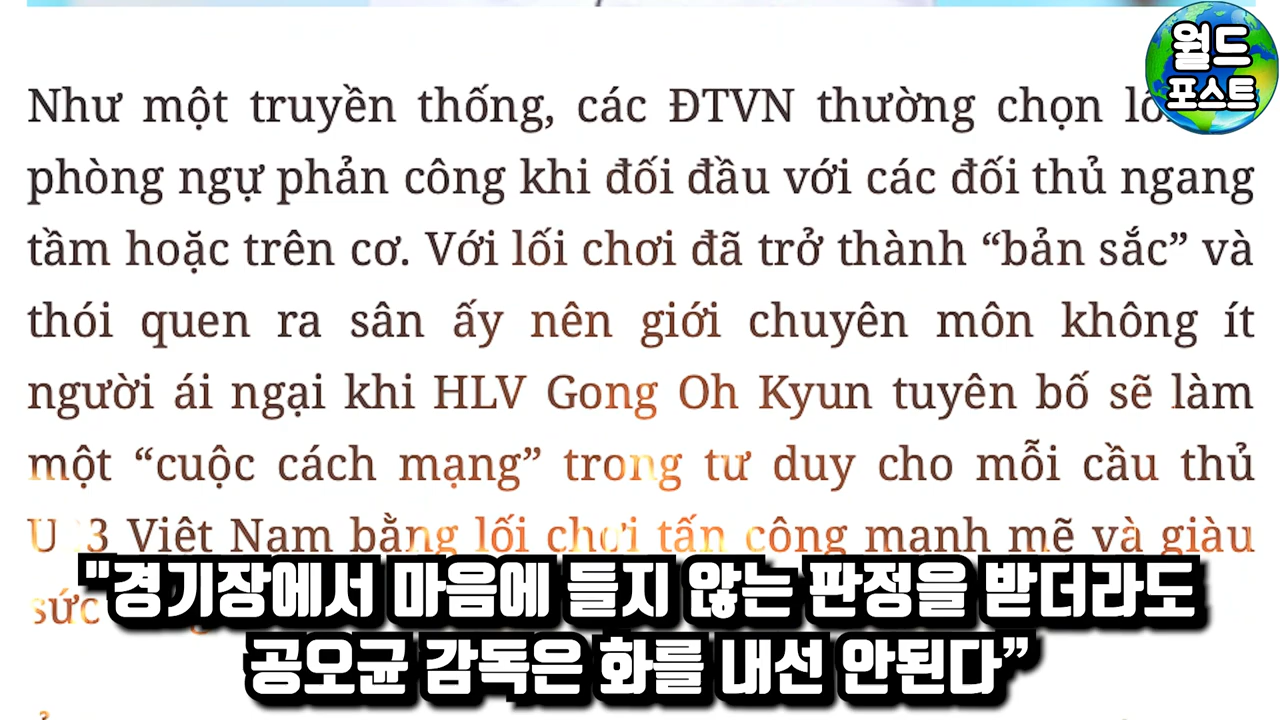 월드
포스트
Như một truyền thống, các ĐTVN thường chọn
phòng ngự phản công khi đối đầu với các đối thủ ngang
tầm hoặc trên cơ. Với lối chơi đã trở thành “bản sắc” và
thói quen ra sân ấy nên giới chuyên môn không ít
người ái ngại khi HLV Gong Oh Kyun tuyên bố sẽ làm
một “cuộc cách mạng” trong tư duy cho mỗi cầu thủ
Việt Nam bằng lối chơi tấn công mạnh mẽ và giàu
sức
"경기장에서 마음에 들지 않는 판정을 받더라도
공오균 감독은 화를 내선 안된다”